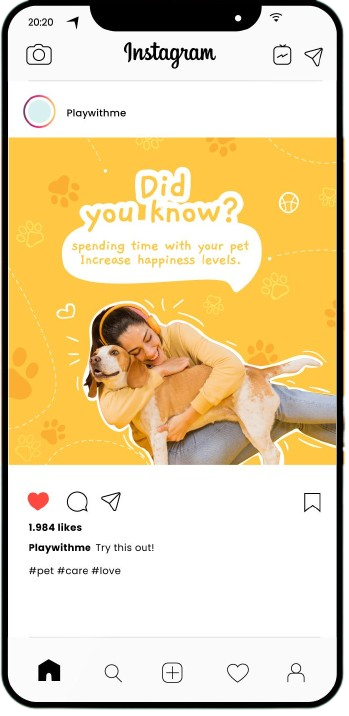 20:20
Instagram
Playwithme
Did
you know?
spending time with your pet
Increase happiness levels.
1.984 likes
Playwithme Try this out!
#pet #care #love